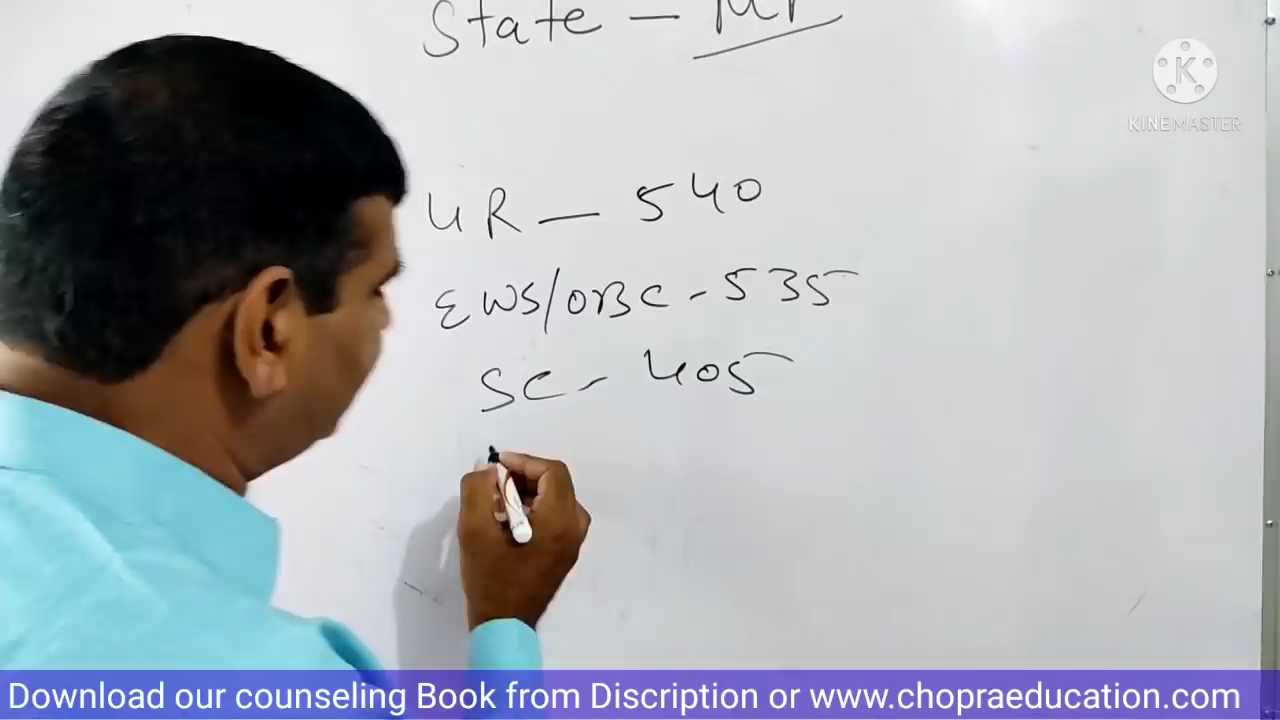 State - MP
KINEMASTER
UR - 540
EWS/OBC - 535
SC - 405
Download our counseling Book from Discription or www.chopraeducation.com